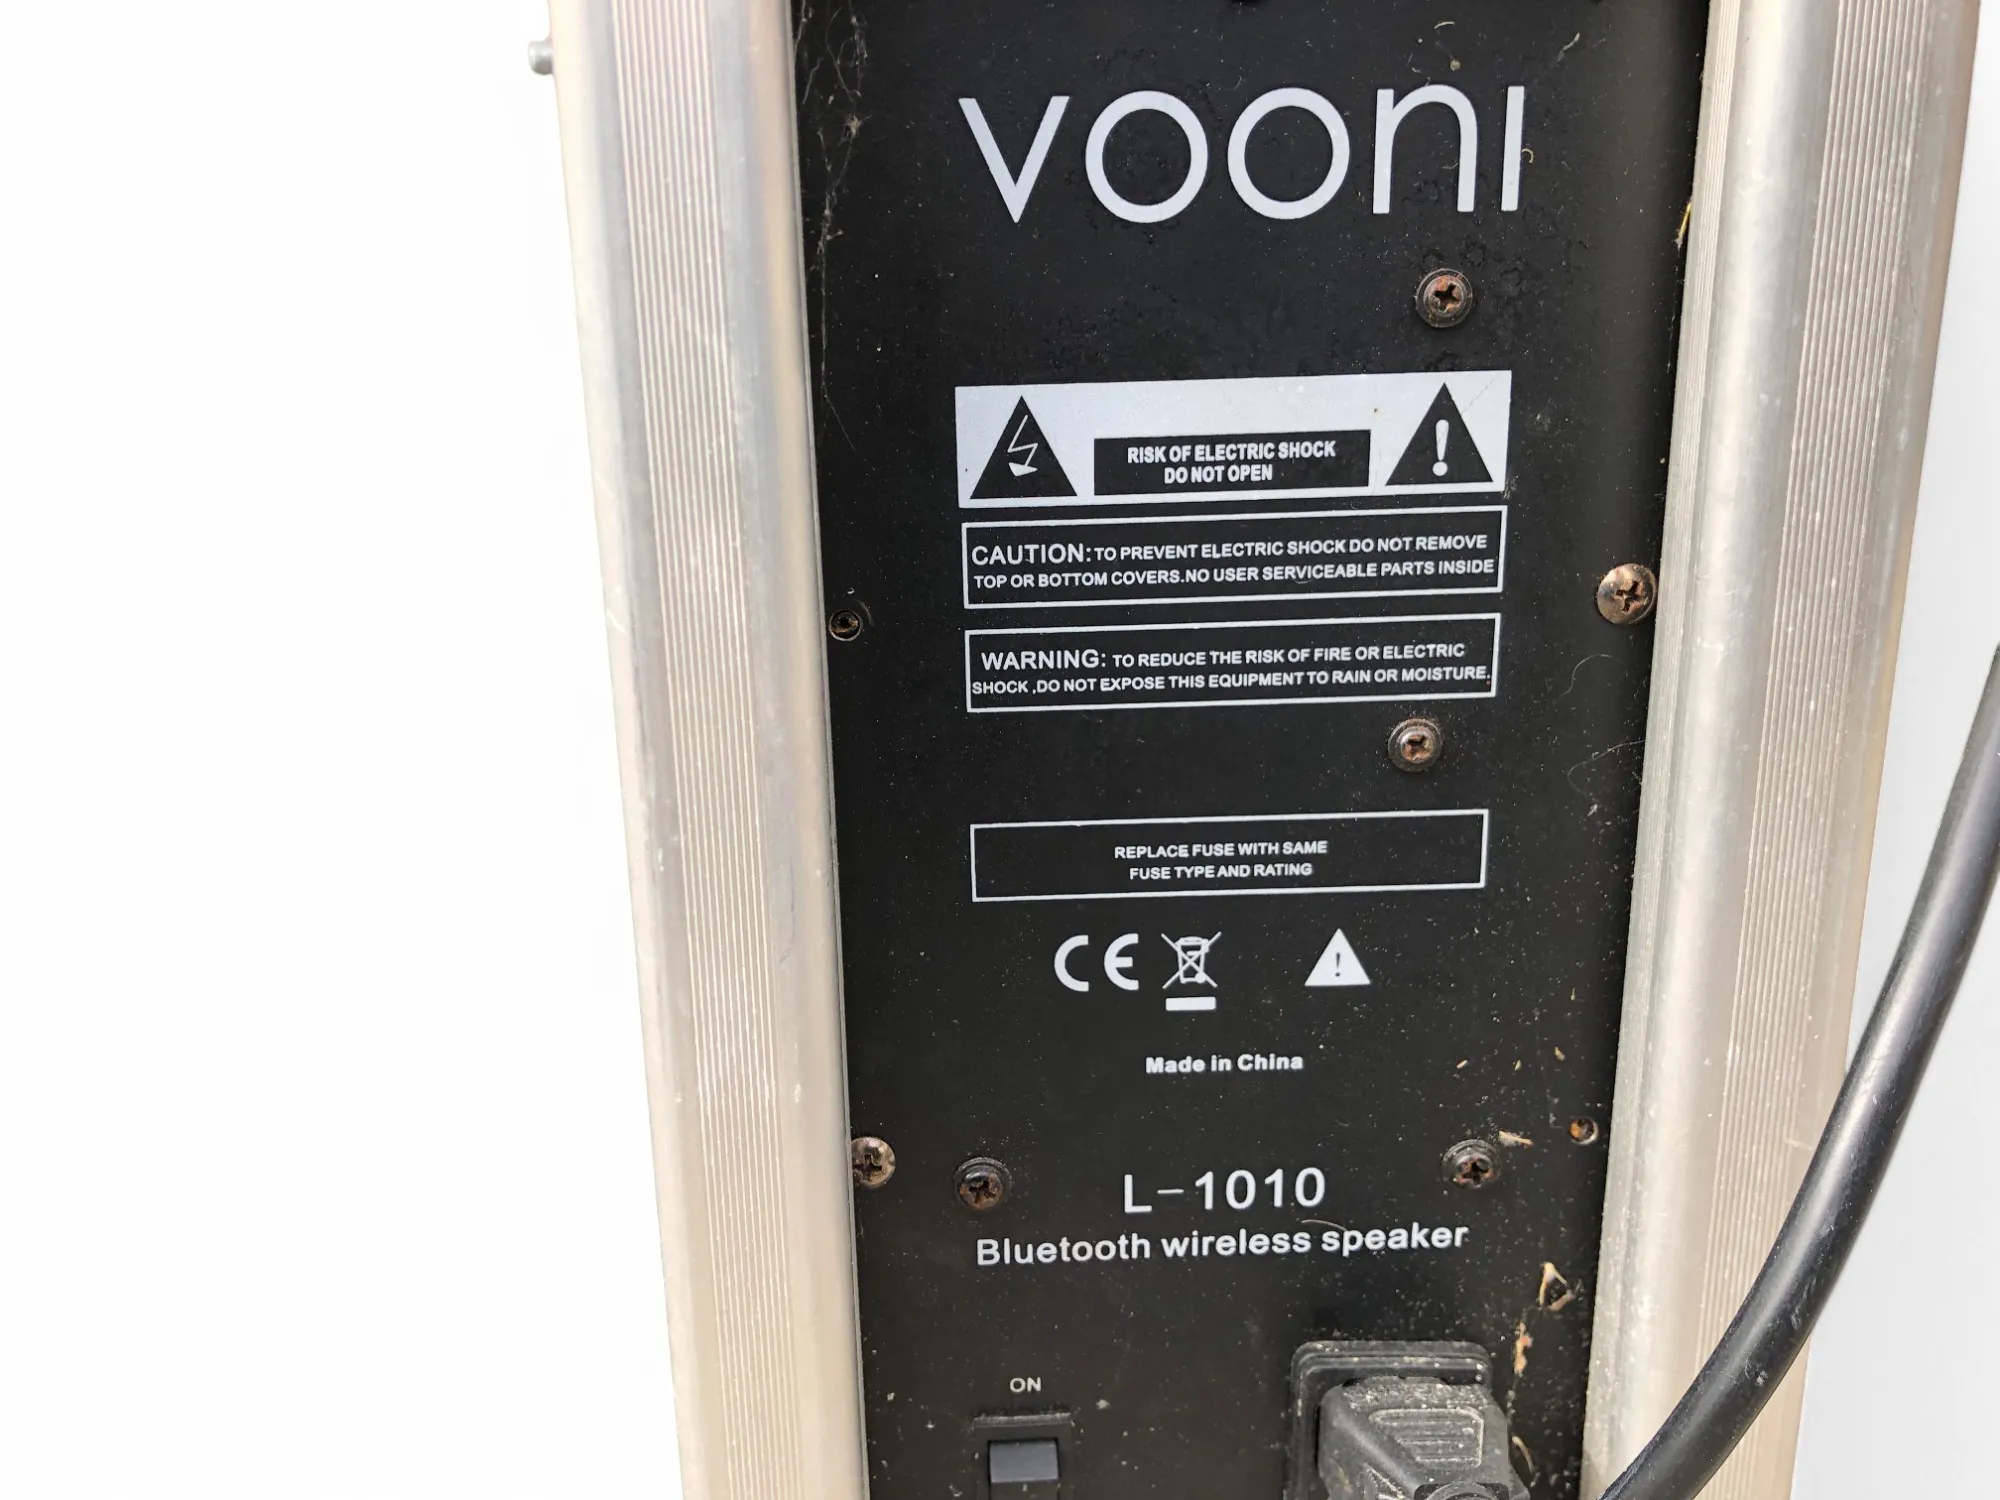 vooni
RISK OF ELECTRIC SHOCK
DO NOT OPEN
CAUTION: TO PREVENT ELECTRIC SHOCK DO NOT REMOVE
TOP OR BOTTOM COVERS.NO USER SERVICEABLE PARTS INSIDE
WARNING: TO REDUCE THE RISK OF FIRE OR ELECTRIC
SHOCK ,DO NOT EXPOSE THIS EQUIPMENT TO RAIN OR MOISTURE.
REPLACE FUSE WITH SAME
FUSE TYPE AND RATING
CE
Made in China
L-1010
Bluetooth wireless speaker
ON